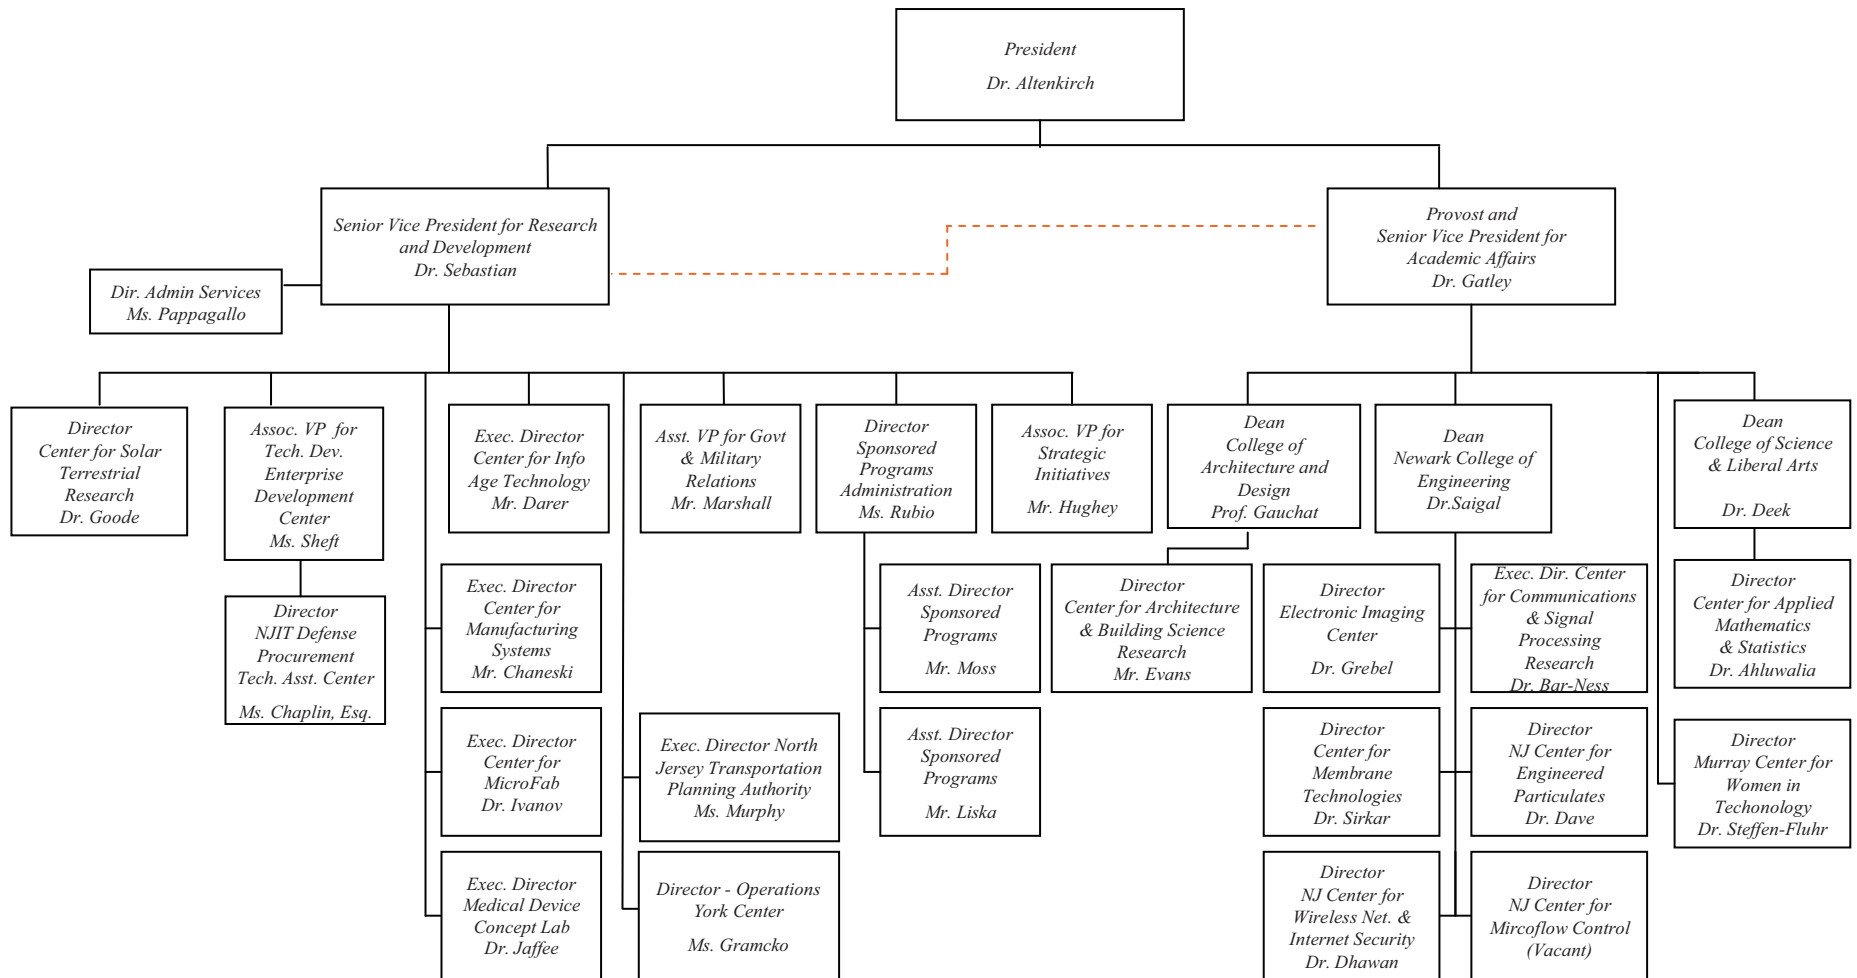 President
Dr. Altenkirch
Senior Vice President for Research
and Development
Dr. Sebastian
Provost and
Senior Vice President for
Academic Affairs
Dr. Gatley
Dir. Admin Services
Ms. Pappagallo
Director
Center for Solar
Terrestrial
Research
Dr. Goode
Assoc. VP for
Tech. Dev.
Enterprise
Development
Center
Ms. Sheft
Exec. Director
Center for Info
Age Technology
Mr. Darer
Asst. VP for Govt
& Military
Relations
Mr. Marshall
Director
Sponsored
Programs
Administration
Ms. Rubio
Assoc. VP for
Strategic
Initiatives
Mr. Hughey
Dean
College of
Architecture and
Design
Prof. Gauchat
Dean
Newark College of
Engineering
Dr.Saigal
Dean
College of Science
& Liberal Arts
Dr. Deek
Director
NJIT Defense
Procurement
Tech. Asst. Center
Ms. Chaplin, Esq.
Exec. Director
Center for
Manufacturing
Systems
Mr. Chaneski
Asst. Director
Sponsored
Programs
Mr. Moss
Director
Center for Architecture
& Building Science
Research
Mr. Evans
Director
Electronic Imaging
Center
Dr. Grebel
Exec. Dir. Center
for Communications
& Signal
Processing
Research
Dr. Bar-Ness
Director
Center for Applied
Mathematics
& Statistics
Dr. Ahluwalia
Exec. Director
Center for
MicroFab
Dr. Ivanov
Exec. Director North
Jersey Transportation
Planning Authority
Ms. Murphy
Asst. Director
Sponsored
Programs
Mr. Liska
Director
Center for
Membrane
Technologies
Dr. Sirkar
Director
NJ Center for
Engineered
Particulates
Dr. Dave
Director
Murray Center for
Women in
Techonology
Dr. Steffen-Fluhr
Exec. Director
Medical Device
Concept Lab
Dr. Jaffee
Director - Operations
York Center
Ms. Gramcko
Director
NJ Center for
Wireless Net. &
Internet Security
Dr. Dhawan
Director
NJ Center for
Mircoflow Control
(Vacant)